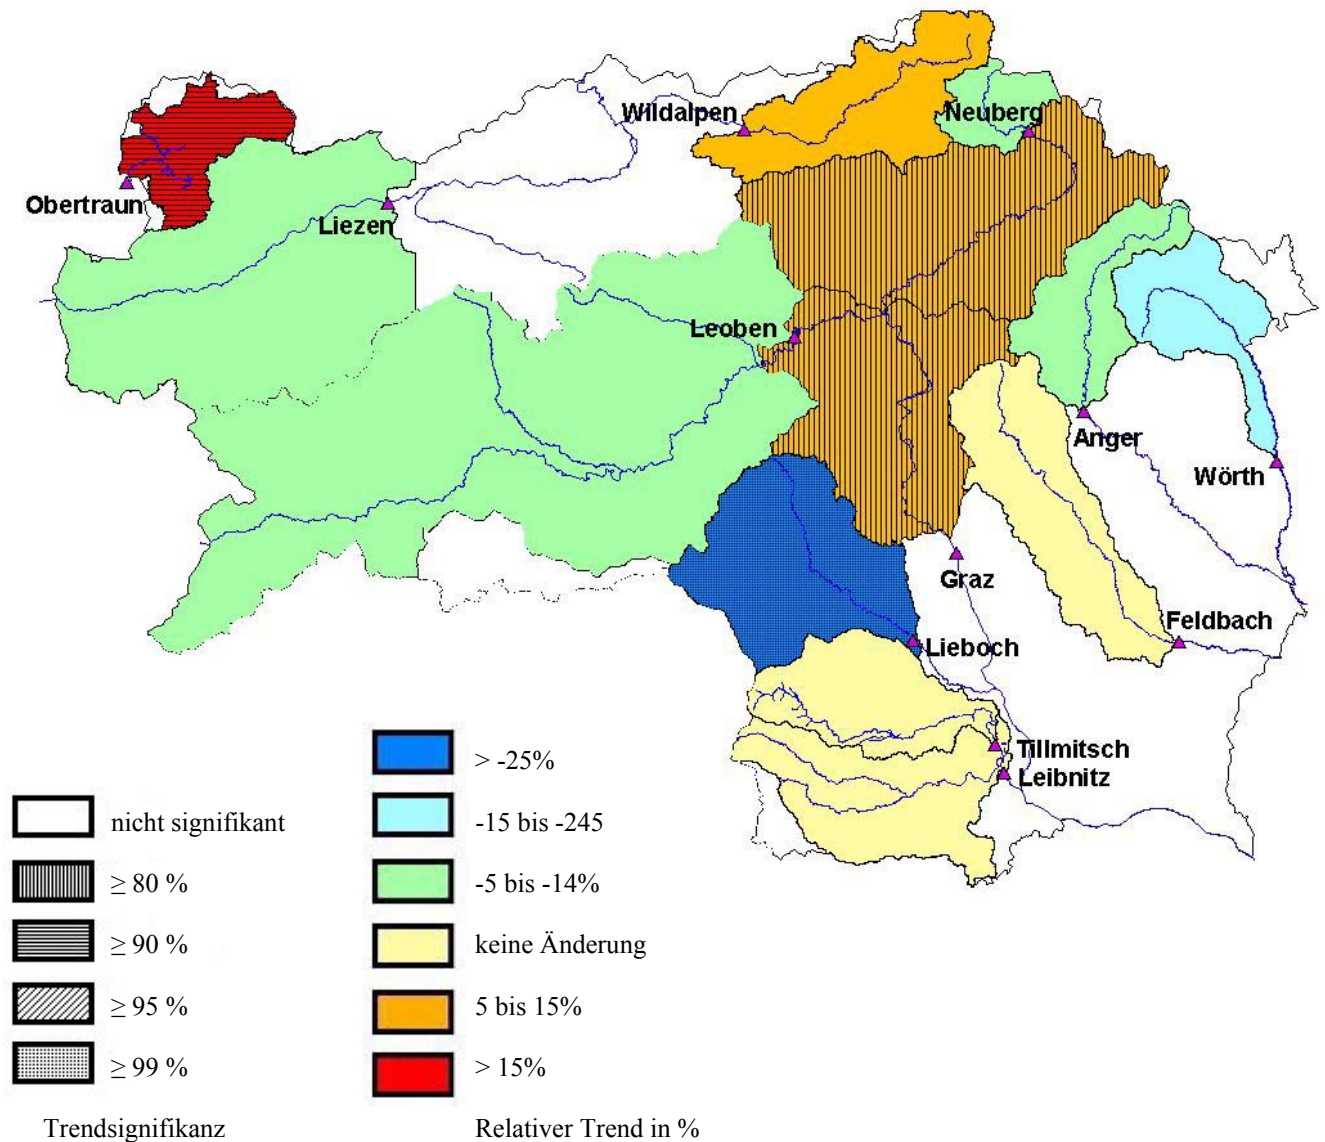 Wildalpen
Neuberg
Obertraun
Liezen
Leoben
Anger
Wörth
Graz
Feldbach
Lieboch
Tillmitsch
Leibnitz
nicht signifikant
≥ 80 %
≥ 90 %
≥ 95 %
≥ 99 %
Trendsignifikanz
> -25%
-15 bis -245
-5 bis -14%
keine Änderung
5 bis 15%
> 15%
Relativer Trend in %